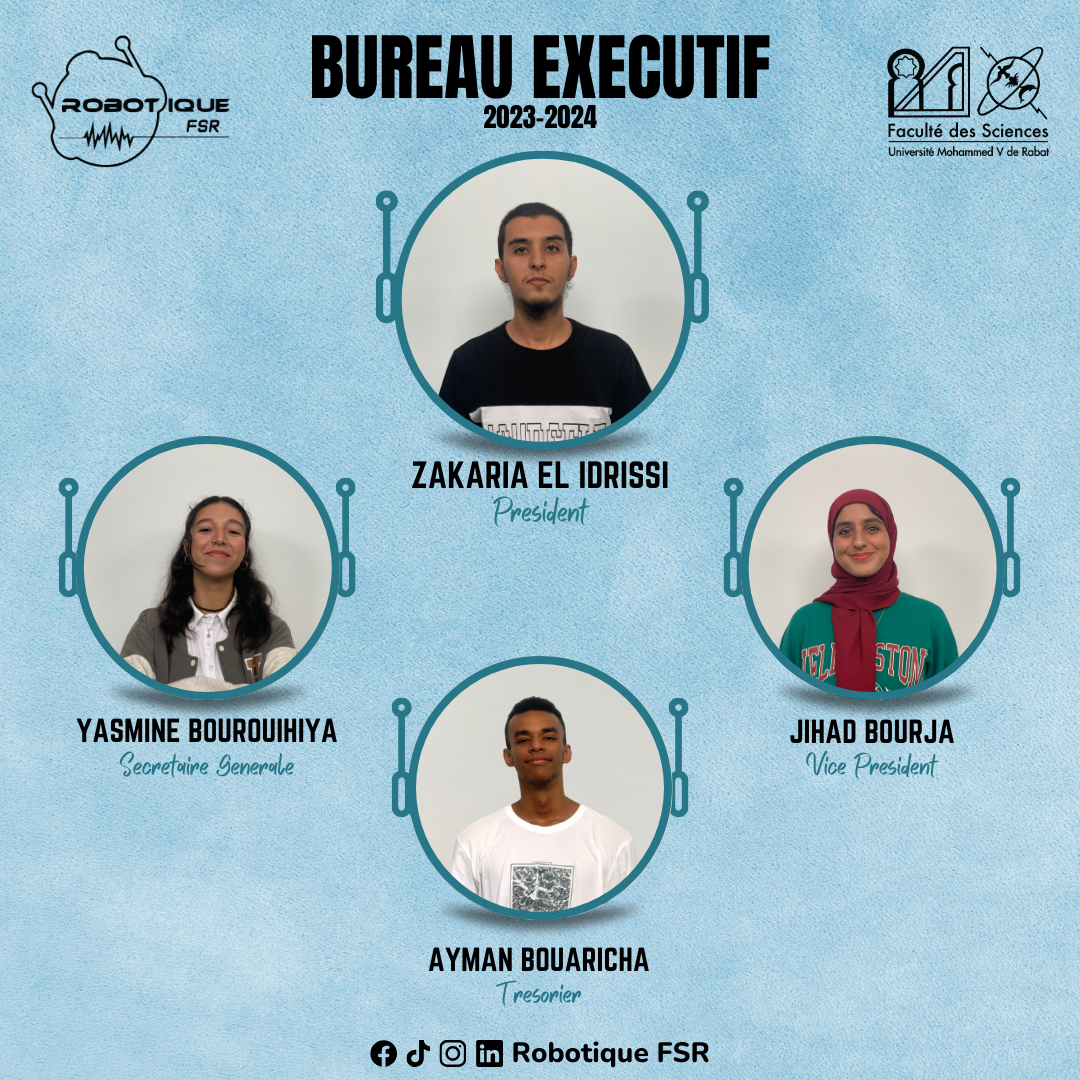 ROBOTIQUE
FSR
BUREAU EXECUTIF
2023-2024
Faculté des Sciences
Université Mohammed V de Rabat
ZAKARIA EL IDRISSI
President
YASMINE BOUROUIHIYA
Secretaire Generale
JIHAD BOURJA
Vice President
AYMAN BOUARICHA
Tresorier
in Robotique FSR